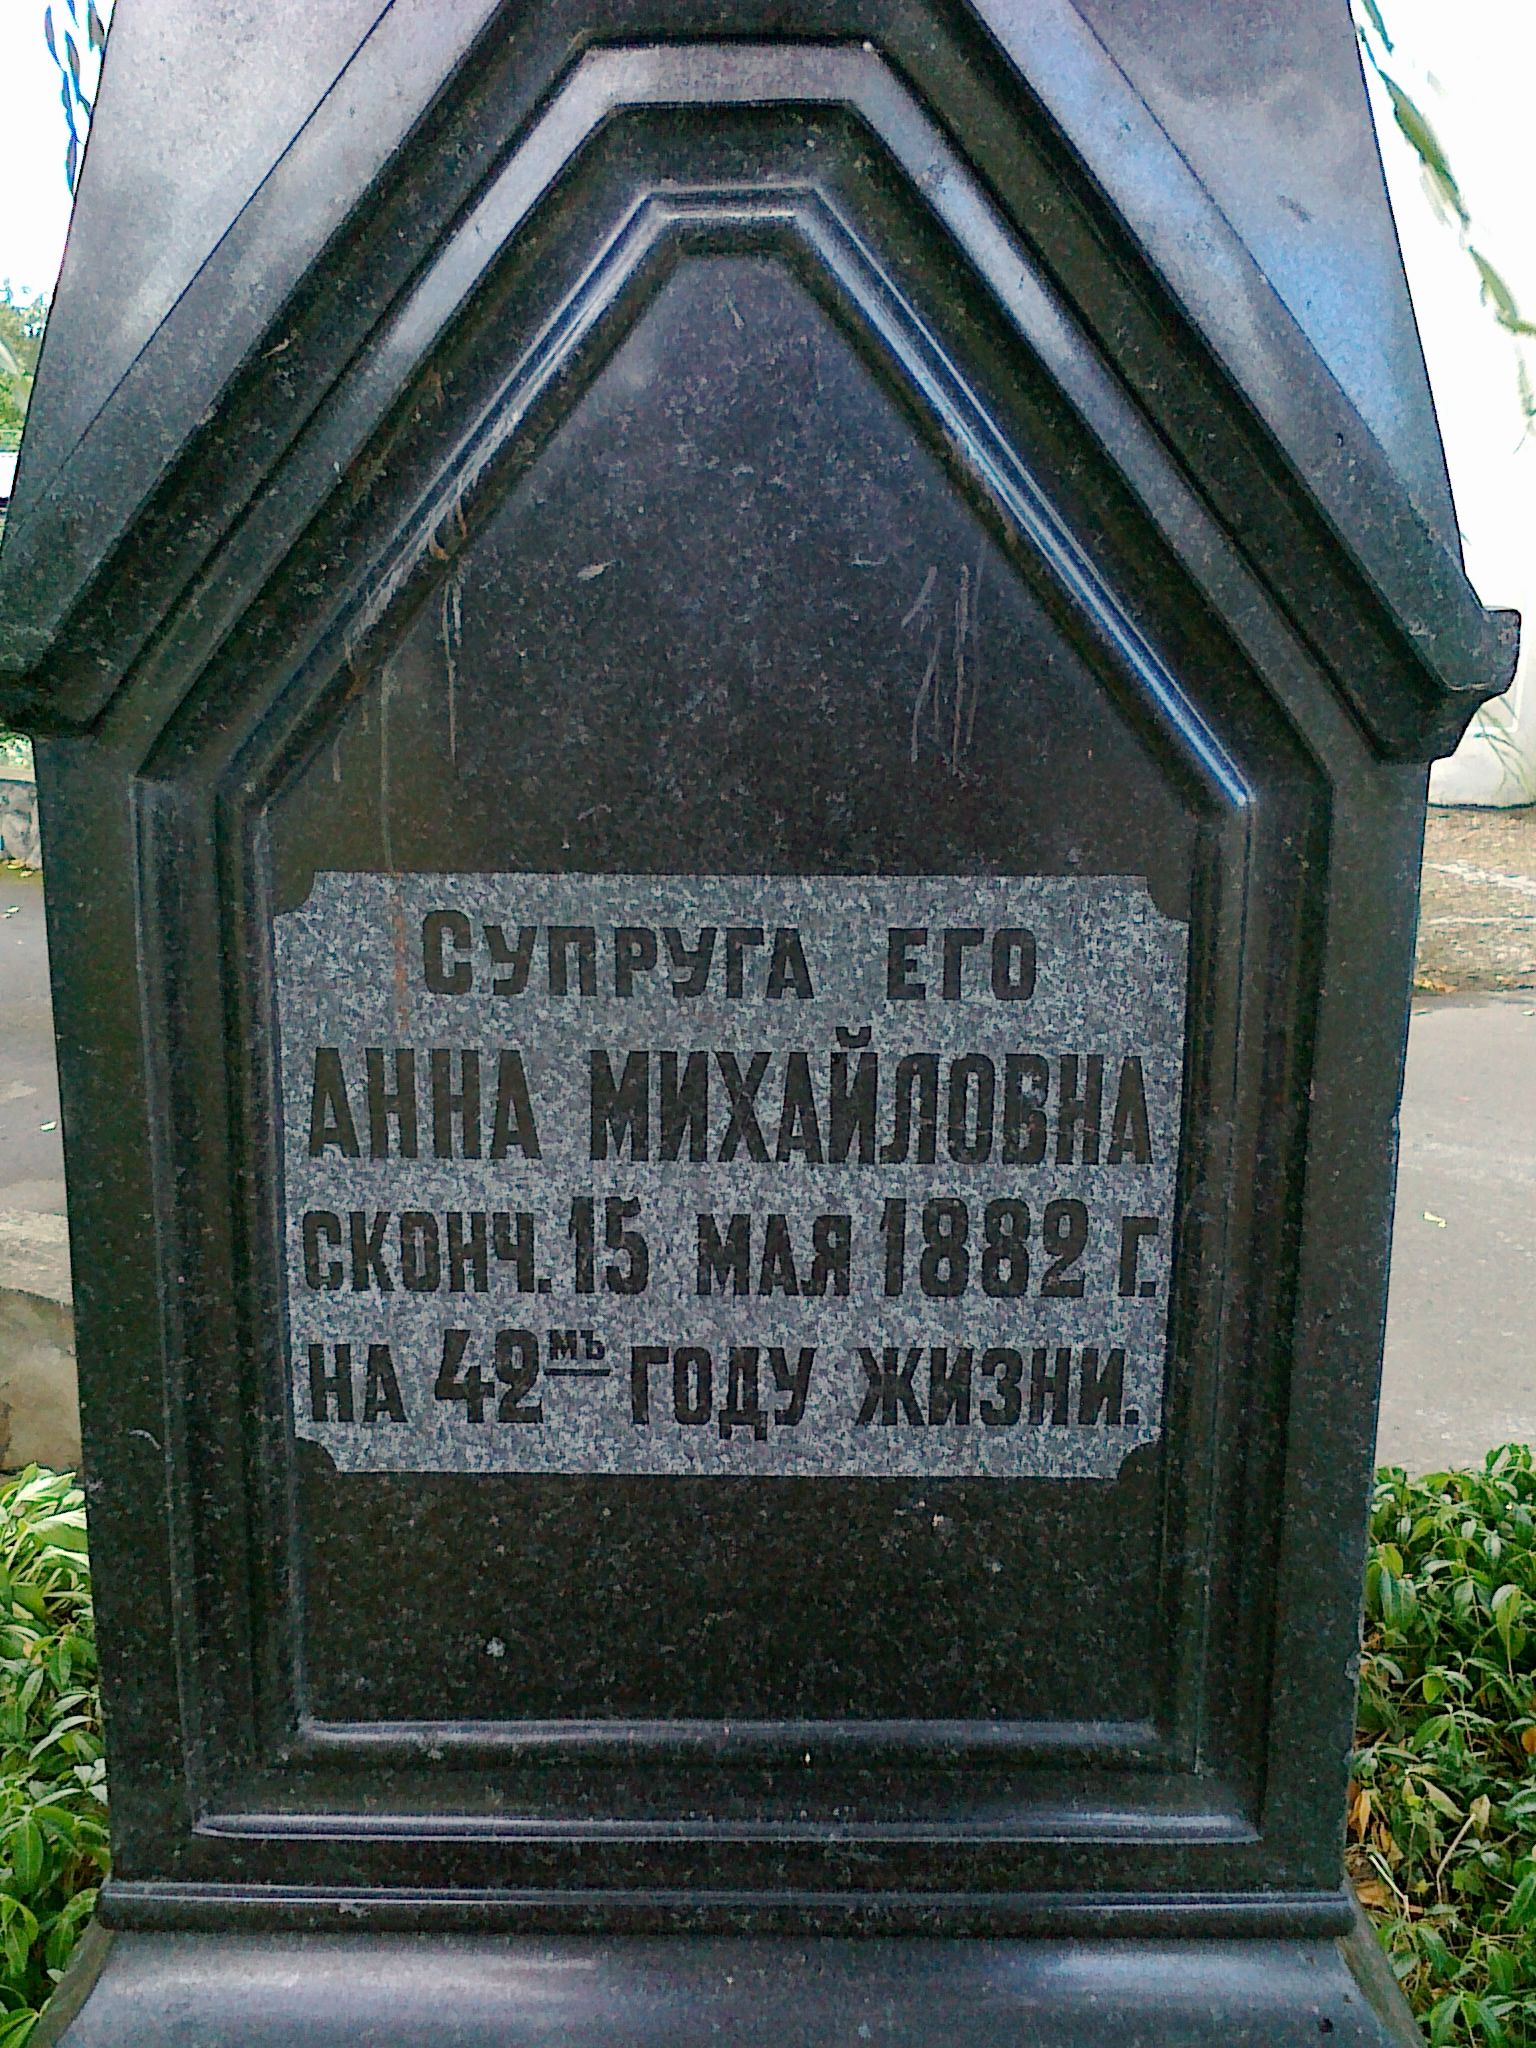 Супруга его
АННА МИХАЙЛОВНА
сконч. 15 мая 1882 г.
на 42мъ году жизни.